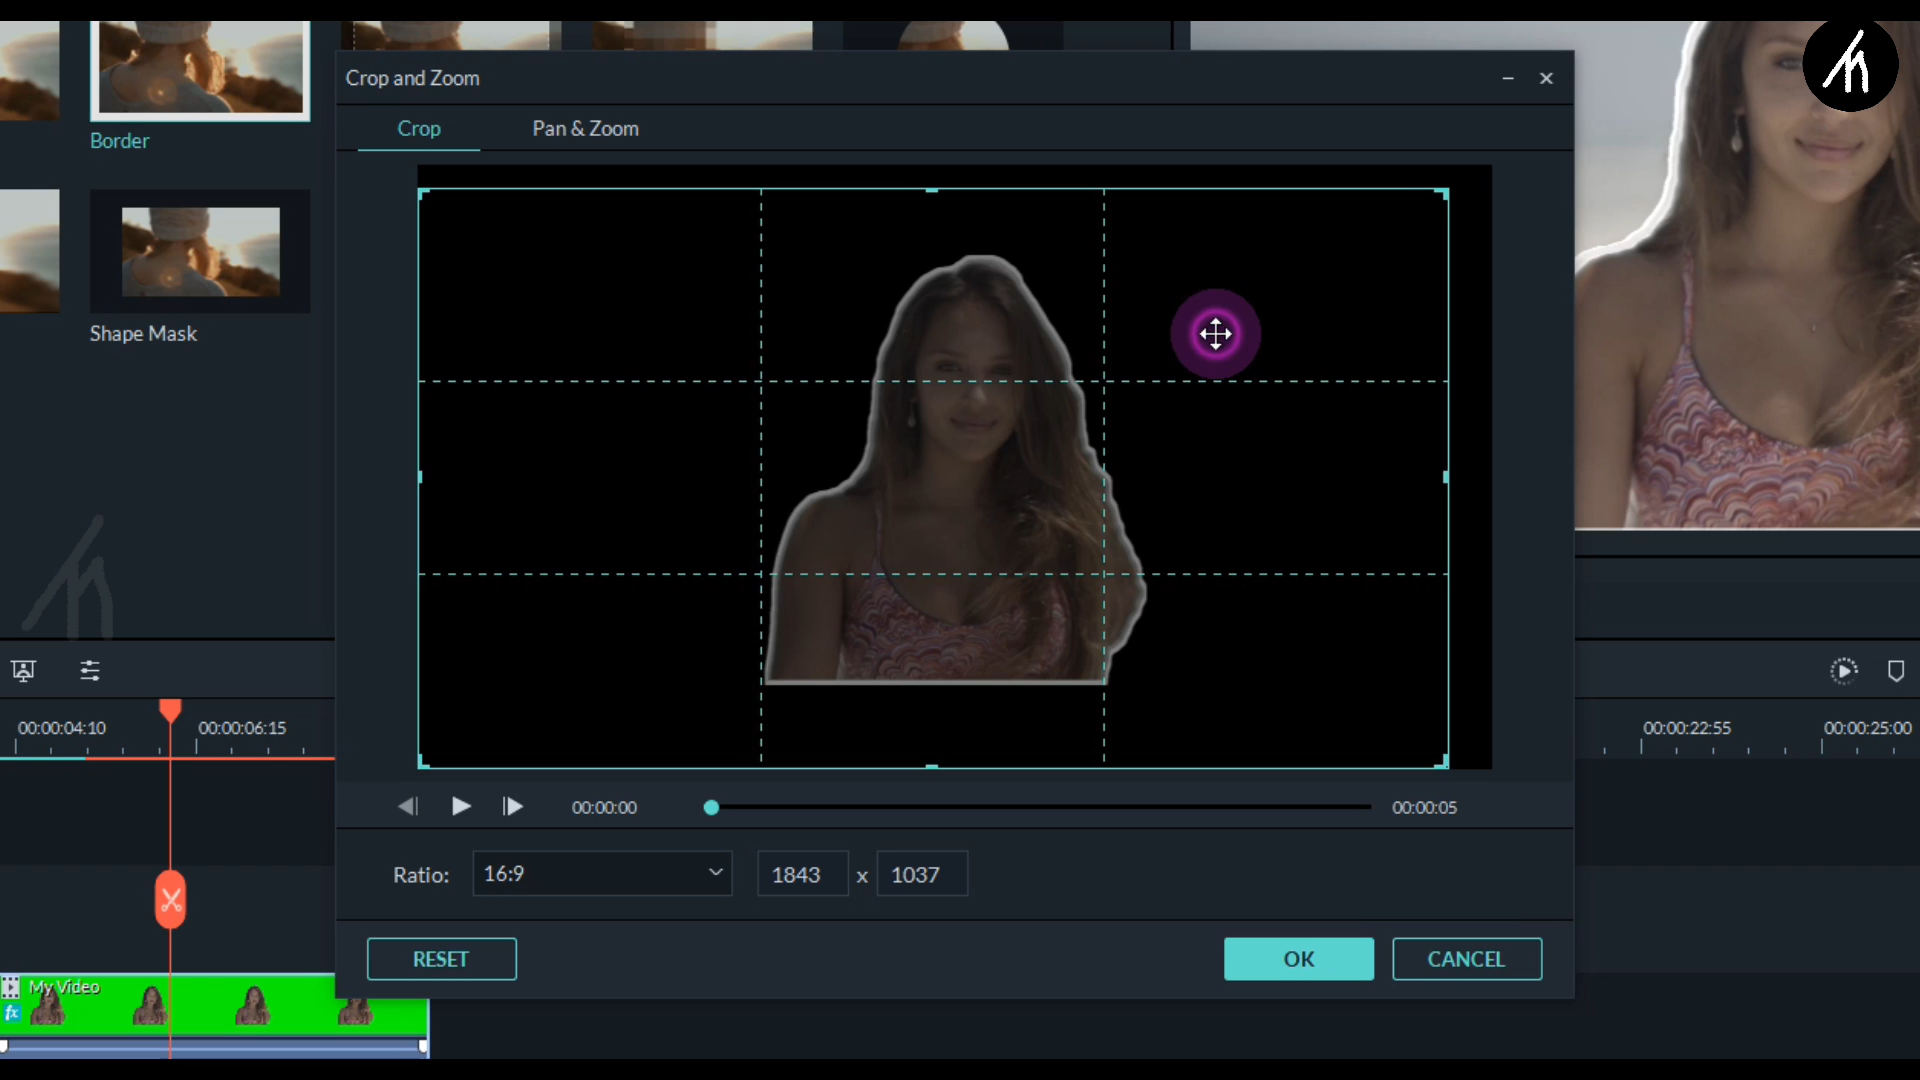 Crop and Zoom
Crop
Pan & Zoom
Border
Shape Mask
00:00:04:10
00:00:06:15
00:00:22:55
00:00:25:00
00:00:00
00:00:05
Ratio:
16:9
1843 x 1037
RESET
OK
CANCEL
My Video
fx